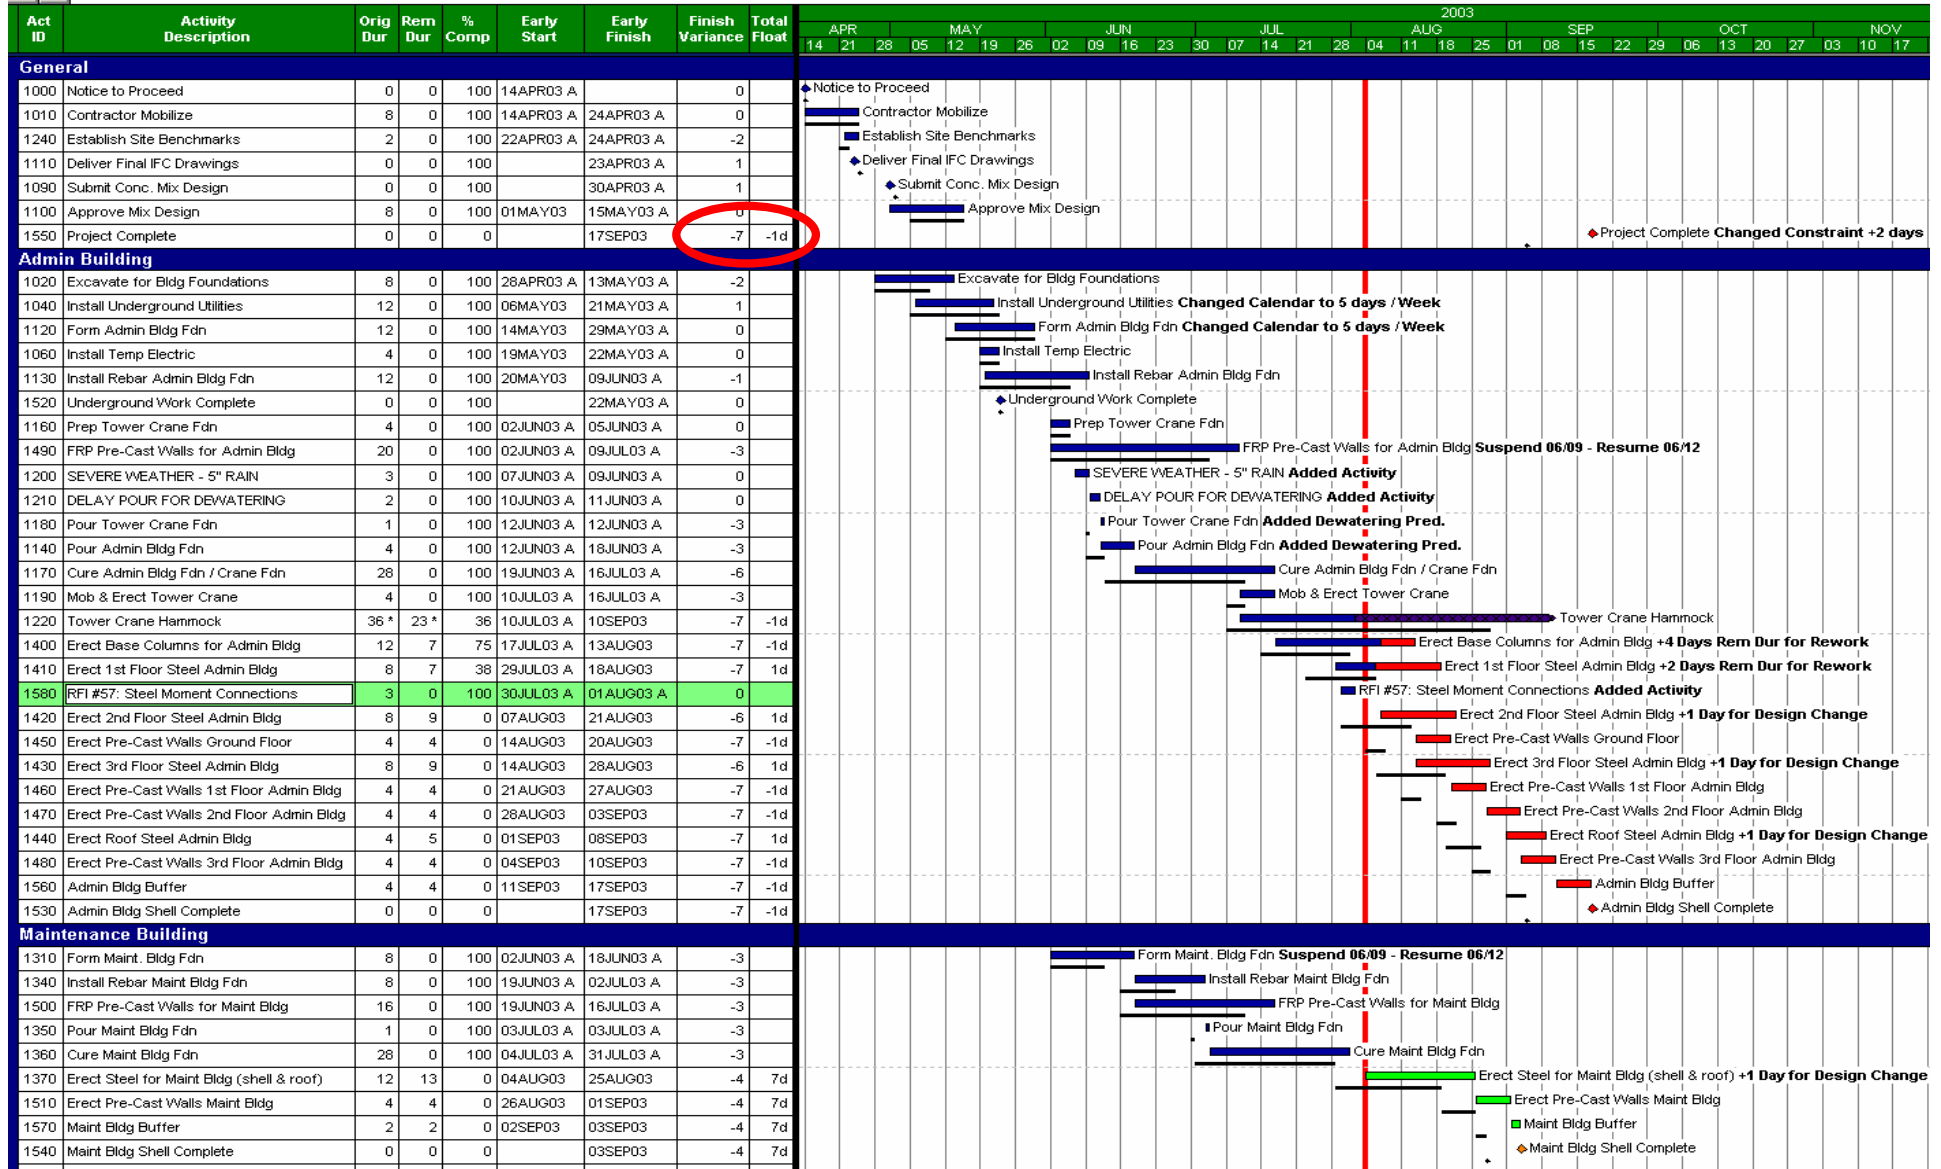 Act ID Activity Description Orig Dur Rem Dur % Comp Early Start Early Finish Finish Variance Total Float
2003
APR MAY JUN JUL AUG SEP OCT NOV
14 21 28 05 12 19 26 02 09 16 23 30 07 14 21 28 04 11 18 25 01 08 15 22 29 06 13 20 27 03 10 17
General
1000 Notice to Proceed 0 0 100 14APR03 A 0 Notice to Proceed
1010 Contractor Mobilize 8 0 100 14APR03 A 24APR03 A 0 Contractor Mobilize
1240 Establish Site Benchmarks 2 0 100 22APR03 A 24APR03 A -2 Establish Site Benchmarks
1110 Deliver Final IFC Drawings 0 0 100 23APR03 A 1 Deliver Final IFC Drawings
1090 Submit Conc. Mix Design 0 0 100 30APR03 A 1 Submit Conc. Mix Design
1100 Approve Mix Design 8 0 100 01MAY03 15MAY03 A 0 Approve Mix Design
1550 Project Complete 0 0 0 17SEP03 -7 -1d Project Complete Changed Constraint +2 days
Admin Building
1020 Excavate for Bldg Foundations 8 0 100 28APR03 A 13MAY03 A -2 Excavate for Bldg Foundations
1040 Install Underground Utilities 12 0 100 06MAY03 21MAY03 A 1 Install Underground Utilities Changed Calendar to 5 days / Week
1120 Form Admin Bldg Fdn 12 0 100 14MAY03 29MAY03 A 0 Form Admin Bldg Fdn Changed Calendar to 5 days / Week
1060 Install Temp Electric 4 0 100 19MAY03 22MAY03 A 0 Install Temp Electric
1130 Install Rebar Admin Bldg Fdn 12 0 100 20MAY03 09JUN03 A -1 Install Rebar Admin Bldg Fdn
1520 Underground Work Complete 0 0 100 22MAY03 A 0 Underground Work Complete
1160 Prep Tower Crane Fdn 4 0 100 02JUN03 A 05JUN03 A 0 Prep Tower Crane Fdn
1490 FRP Pre-Cast Walls for Admin Bldg 20 0 100 02JUN03 A 09JUL03 A -3 FRP Pre-Cast Walls for Admin Bldg Suspend 06/09 - Resume 06/12
1200 SEVERE WEATHER - 5" RAIN 3 0 100 07JUN03 A 09JUN03 A 0 SEVERE WEATHER - 5" RAIN Added Activity
1210 DELAY POUR FOR DEWATERING 2 0 100 10JUN03 A 11JUN03 A 0 DELAY POUR FOR DEWATERING Added Activity
1180 Pour Tower Crane Fdn 1 0 100 12JUN03 A 12JUN03 A -3 Pour Tower Crane Fdn Added Dewatering Pred.
1140 Pour Admin Bldg Fdn 4 0 100 12JUN03 A 18JUN03 A -3 Pour Admin Bldg Fdn Added Dewatering Pred.
1170 Cure Admin Bldg Fdn / Crane Fdn 28 0 100 19JUN03 A 16JUL03 A -6 Cure Admin Bldg Fdn / Crane Fdn
1190 Mob & Erect Tower Crane 4 0 100 10JUL03 A 16JUL03 A -3 Mob & Erect Tower Crane
1220 Tower Crane Hammock 36 * 23 * 36 10JUL03 A 10SEP03 -7 -1d Tower Crane Hammock
1400 Erect Base Columns for Admin Bldg 12 7 75 17JUL03 A 13AUG03 -7 -1d Erect Base Columns for Admin Bldg +4 Days Rem Dur for Rework
1410 Erect 1st Floor Steel Admin Bldg 8 7 38 29JUL03 A 18AUG03 -7 1d Erect 1st Floor Steel Admin Bldg +2 Days Rem Dur for Rework
1580 RFI #57: Steel Moment Connections 3 0 100 30JUL03 A 01AUG03 A 0 RFI #57: Steel Moment Connections Added Activity
1420 Erect 2nd Floor Steel Admin Bldg 8 9 0 07AUG03 21AUG03 -6 1d Erect 2nd Floor Steel Admin Bldg +1 Day for Design Change
1450 Erect Pre-Cast Walls Ground Floor 4 4 0 14AUG03 20AUG03 -7 -1d Erect Pre-Cast Walls Ground Floor
1430 Erect 3rd Floor Steel Admin Bldg 8 9 0 14AUG03 28AUG03 -6 1d Erect 3rd Floor Steel Admin Bldg +1 Day for Design Change
1460 Erect Pre-Cast Walls 1st Floor Admin Bldg 4 4 0 21AUG03 27AUG03 -7 -1d Erect Pre-Cast Walls 1st Floor Admin Bldg
1470 Erect Pre-Cast Walls 2nd Floor Admin Bldg 4 4 0 28AUG03 03SEP03 -7 -1d Erect Pre-Cast Walls 2nd Floor Admin Bldg
1440 Erect Roof Steel Admin Bldg 4 5 0 01SEP03 08SEP03 -7 1d Erect Roof Steel Admin Bldg +1 Day for Design Change
1480 Erect Pre-Cast Walls 3rd Floor Admin Bldg 4 4 0 04SEP03 10SEP03 -7 -1d Erect Pre-Cast Walls 3rd Floor Admin Bldg
1560 Admin Bldg Buffer 4 4 0 11SEP03 17SEP03 -7 -1d Admin Bldg Buffer
1530 Admin Bldg Shell Complete 0 0 0 17SEP03 -7 -1d Admin Bldg Shell Complete
Maintenance Building
1310 Form Maint. Bldg Fdn 8 0 100 02JUN03 A 18JUN03 A -3 Form Maint. Bldg Fdn Suspend 06/09 - Resume 06/12
1340 Install Rebar Maint Bldg Fdn 8 0 100 19JUN03 A 02JUL03 A -3 Install Rebar Maint Bldg Fdn
1500 FRP Pre-Cast Walls for Maint Bldg 16 0 100 19JUN03 A 16JUL03 A -3 FRP Pre-Cast Walls for Maint Bldg
1350 Pour Maint Bldg Fdn 1 0 100 03JUL03 A 03JUL03 A -3 Pour Maint Bldg Fdn
1360 Cure Maint Bldg Fdn 28 0 100 04JUL03 A 31JUL03 A -3 Cure Maint Bldg Fdn
1370 Erect Steel for Maint Bldg (shell & roof) 12 13 0 04AUG03 25AUG03 -4 7d Erect Steel for Maint Bldg (shell & roof) +1 Day for Design Change
1510 Erect Pre-Cast Walls Maint Bldg 4 4 0 26AUG03 01SEP03 -4 7d Erect Pre-Cast Walls Maint Bldg
1570 Maint Bldg Buffer 2 2 0 02SEP03 03SEP03 -4 7d Maint Bldg Buffer
1540 Maint Bldg Shell Complete 0 0 0 03SEP03 -4 7d Maint Bldg Shell Complete